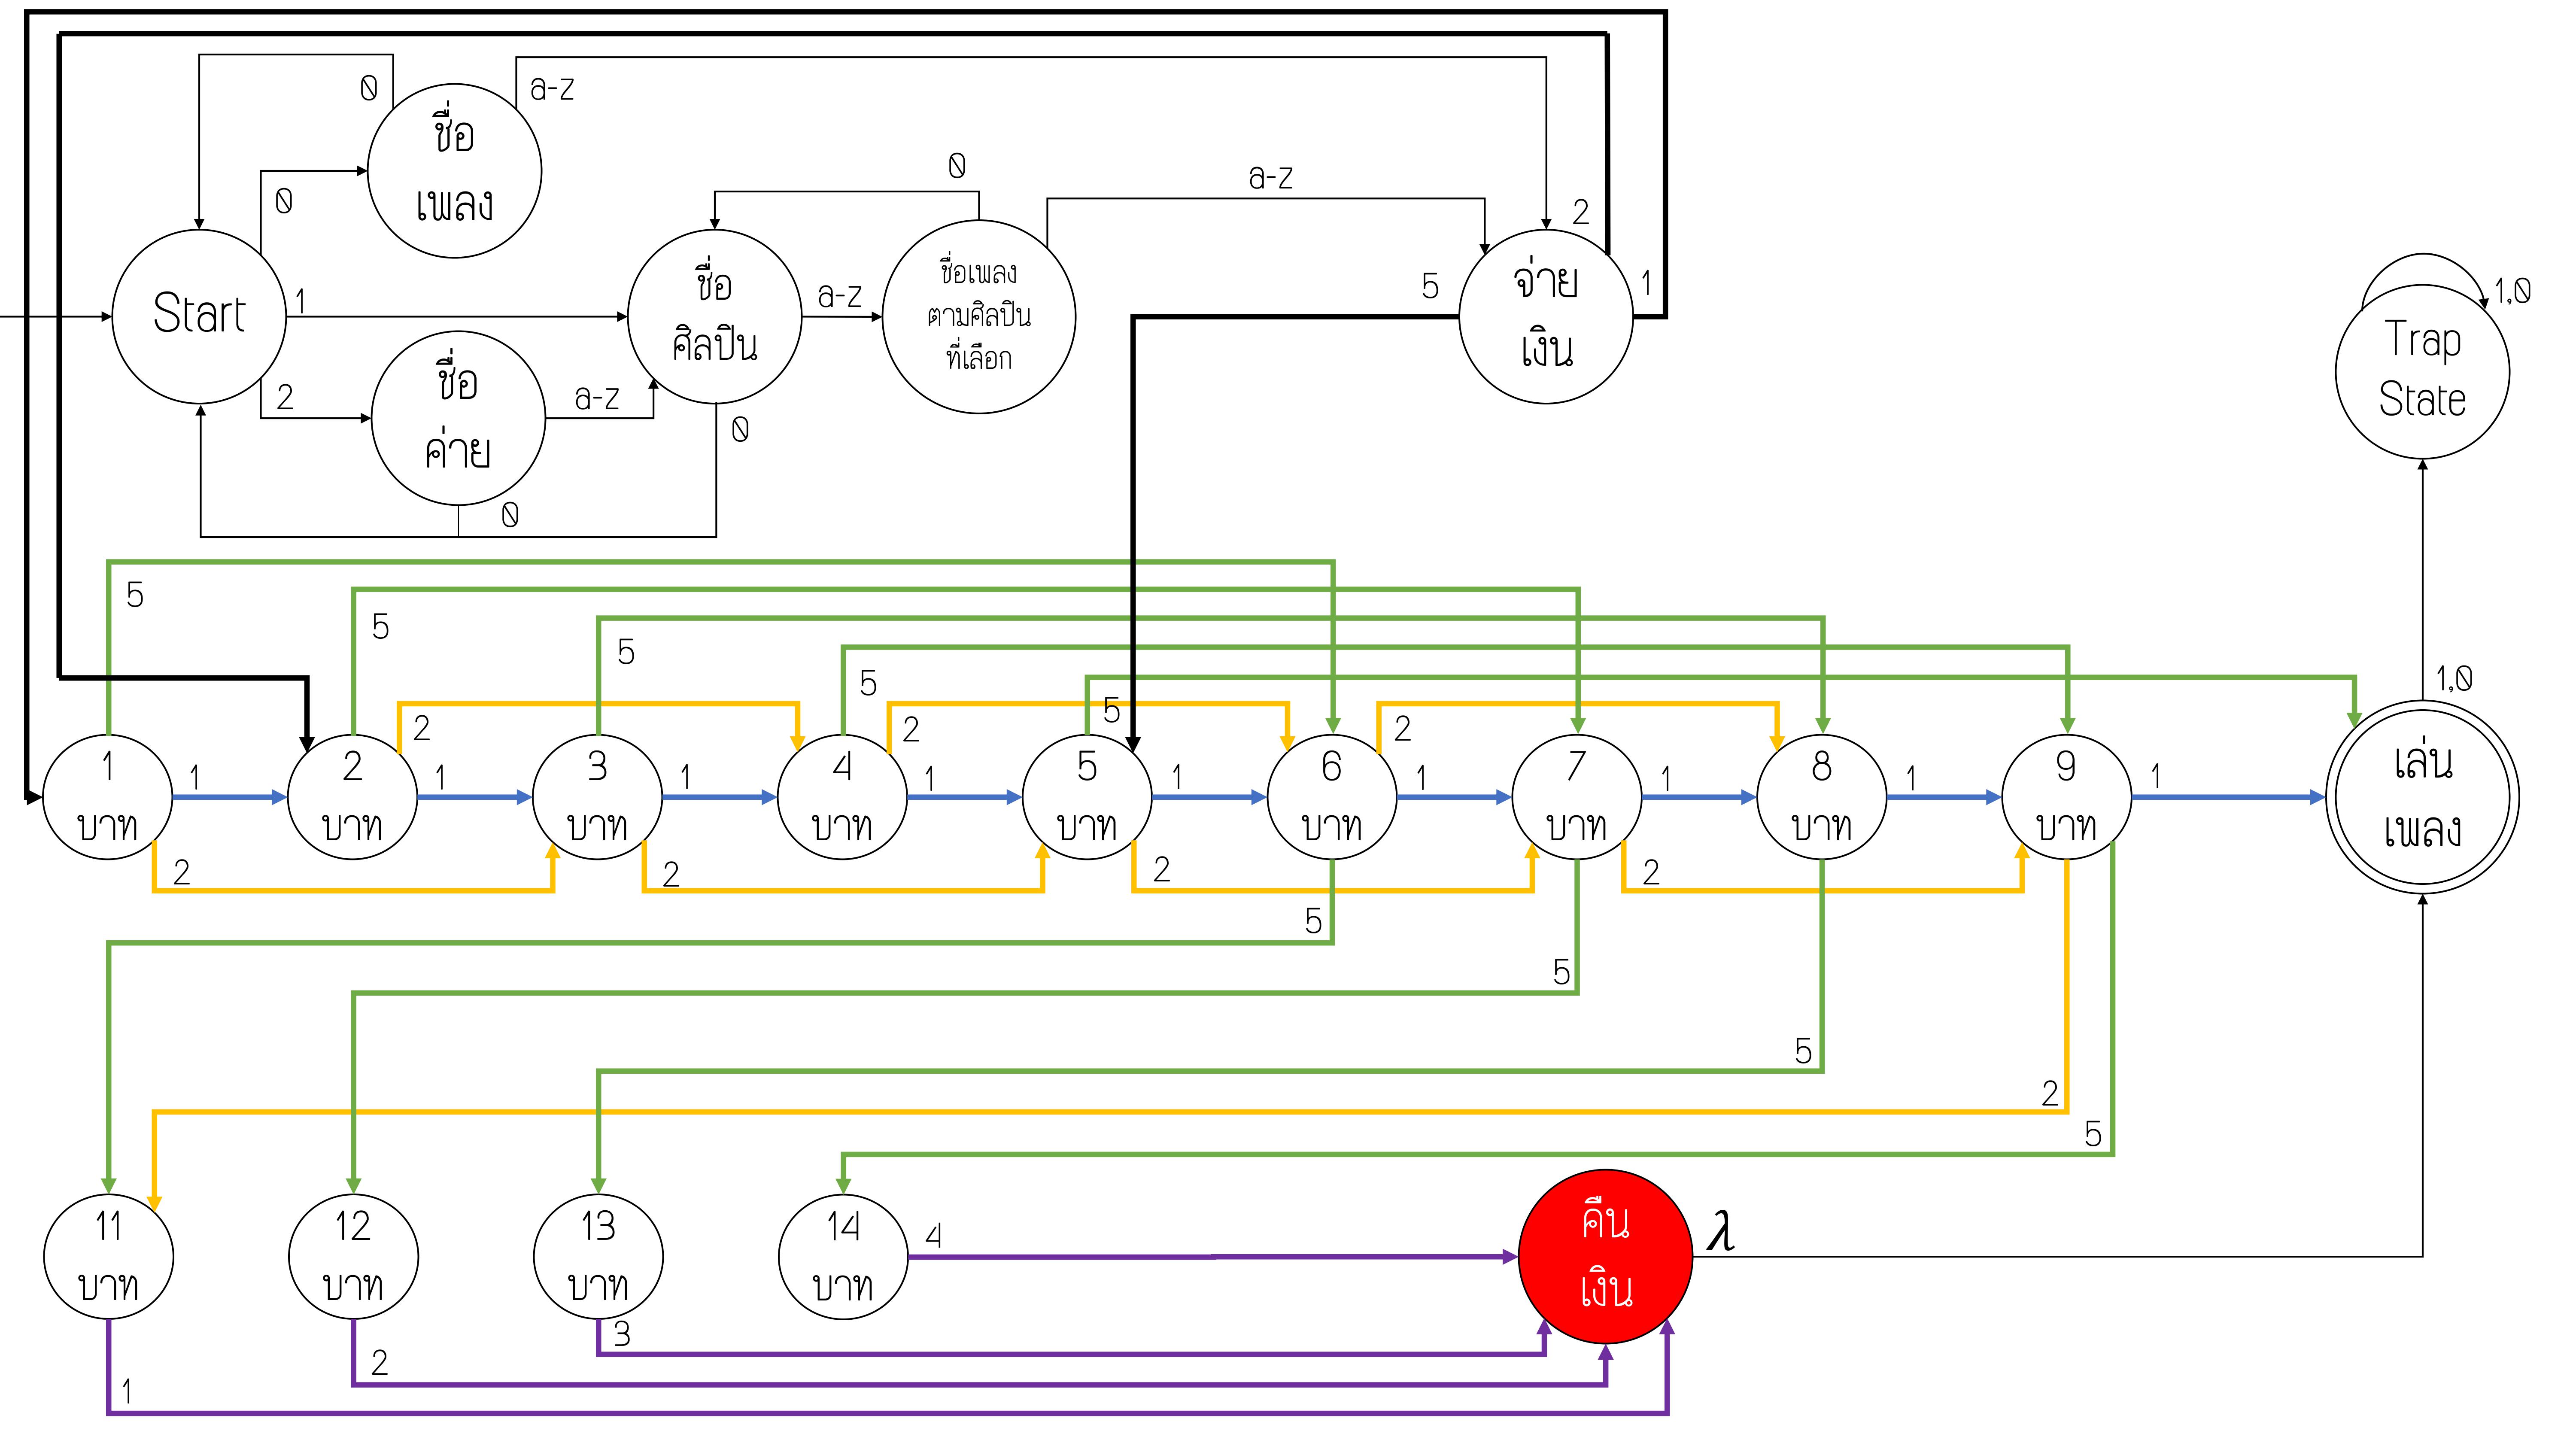 0
a-z
ชื่อ
เพลง
0
0
a-z
2
Start
1
ชื่อ
ศิลปิน
a-z
ชื่อเพลง
ตามศิลปิน
ที่เลือก
5
จ่าย
เงิน
1
1,0
Trap
State
2
ชื่อ
ค่าย
a-z
0
0
5
5
5
5
5
1,0
2
2
2
1
บาท
1
2
บาท
1
3
บาท
1
4
บาท
1
5
บาท
1
6
บาท
1
7
บาท
1
8
บาท
1
9
บาท
1
เล่น
เพลง
2
2
2
2
5
5
5
2
5
11
บาท
12
บาท
13
บาท
14
บาท
4
คืน
เงิน
λ
3
2
1